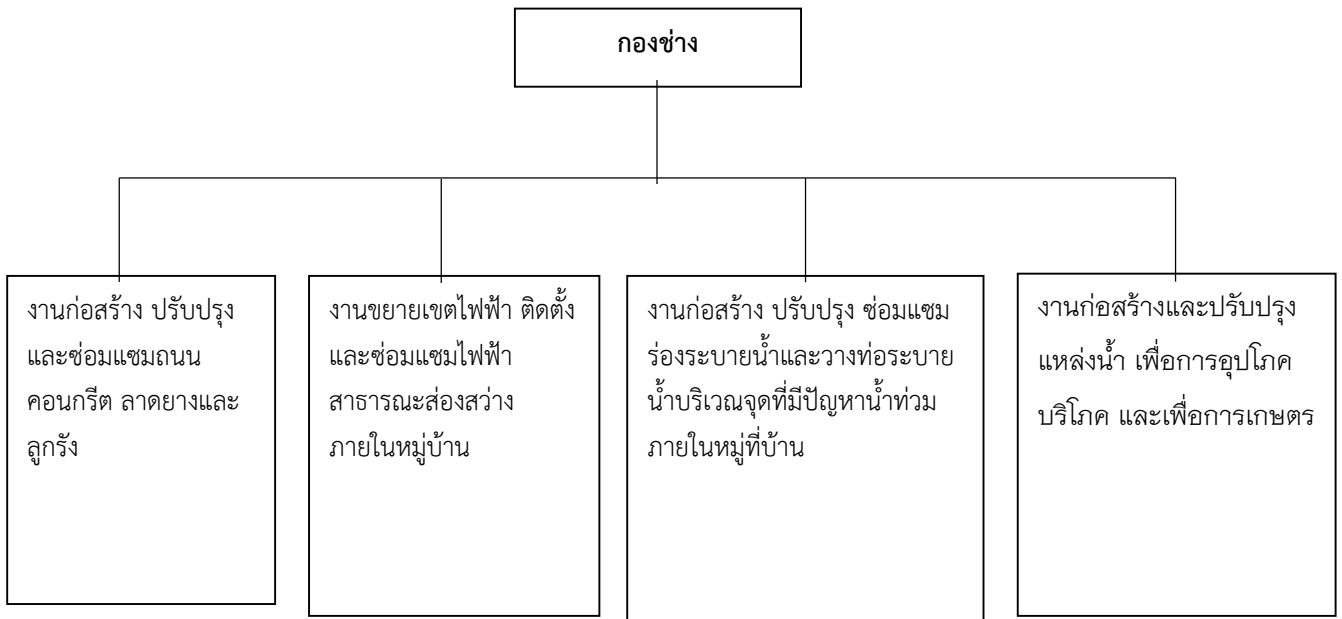 กองช่าง
งานก่อสร้าง ปรับปรุง
และซ่อมแซมถนน
คอนกรีต ลาดยางและ
ลูกรัง
งานขยายเขตไฟฟ้า ติดตั้ง
และซ่อมแซมไฟฟ้า
สาธารณะส่องสว่าง
ภายในหมู่บ้าน
งานก่อสร้าง ปรับปรุง ซ่อมแซม
ร่องระบายน้ำและวางท่อระบาย
น้ำบริเวณจุดที่มีปัญหาน้ำท่วม
ภายในหมู่ที่บ้าน
งานก่อสร้างและปรับปรุง
แหล่งน้ำ เพื่อการอุปโภค
บริโภค และเพื่อการเกษตร